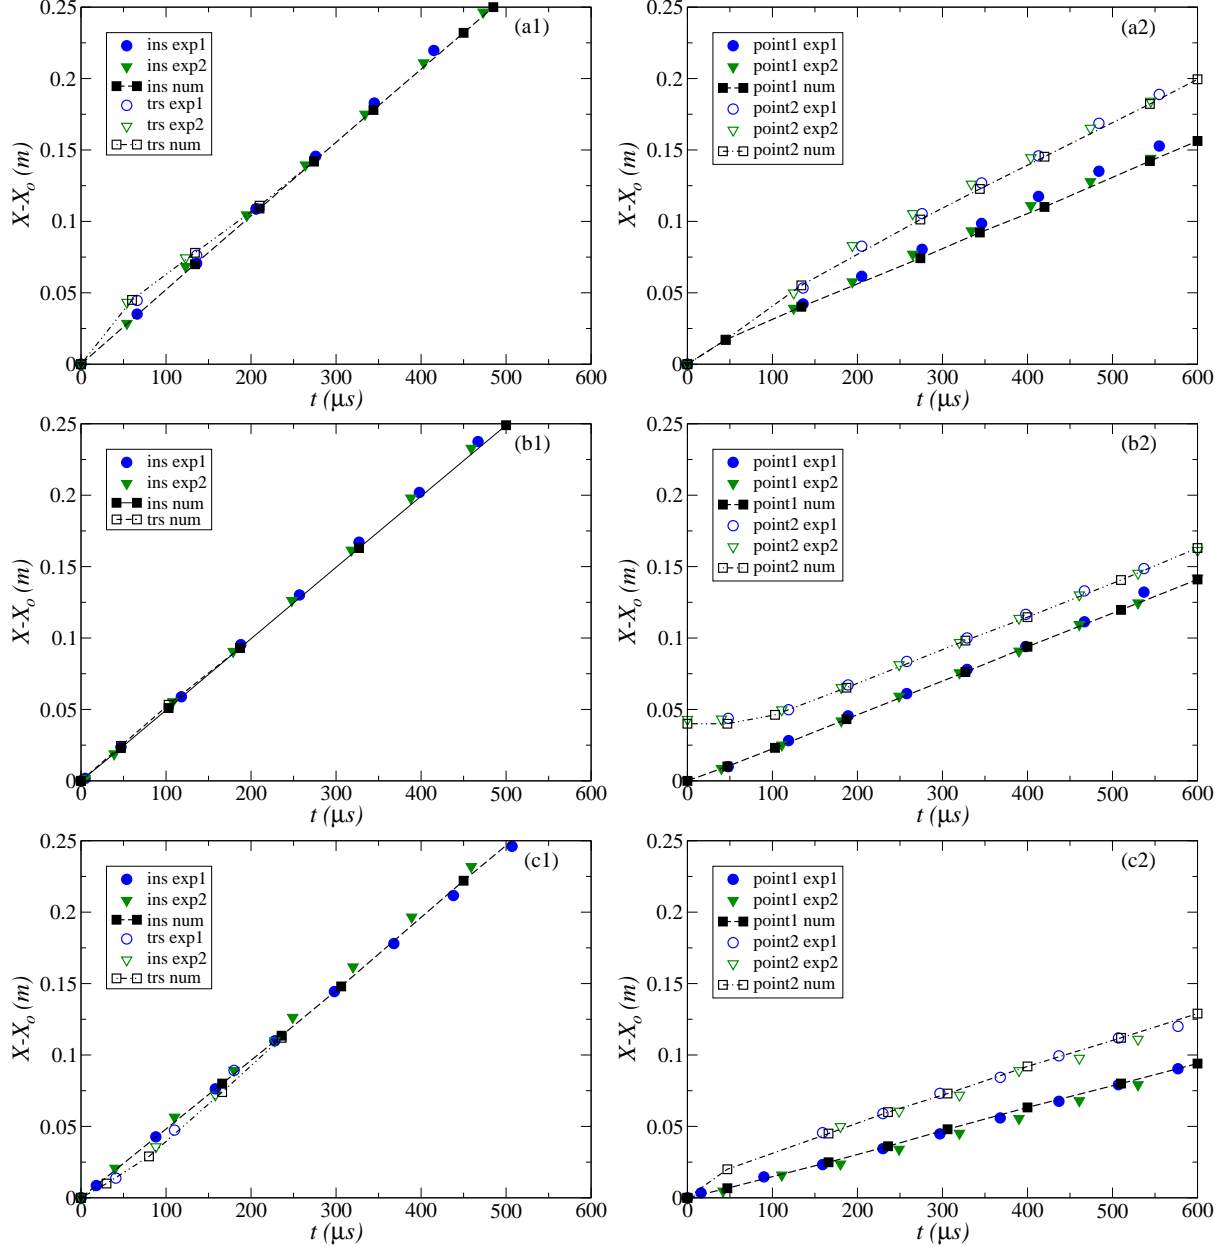 (a1)
ins exp1
ins exp2
ins num
trs exp1
trs exp2
trs num
0.25
0.2
0.15
0.1
0.05
0
X-Xo (m)
0 100 200 300 400 500 600
t (μs)
(a2)
point1 exp1
point1 exp2
point1 num
point2 exp1
point2 exp2
point2 num
0.25
0.2
0.15
0.1
0.05
0
X-Xo (m)
0 100 200 300 400 500 600
t (μs)
(b1)
ins exp1
ins exp2
ins num
trs num
0.25
0.2
0.15
0.1
0.05
0
X-Xo (m)
0 100 200 300 400 500 600
t (μs)
(b2)
point1 exp1
point1 exp2
point1 num
point2 exp1
point2 exp2
point2 num
0.25
0.2
0.15
0.1
0.05
0
X-Xo (m)
0 100 200 300 400 500 600
t (μs)
(c1)
ins exp1
ins exp2
ins num
trs exp1
ins exp2
trs num
0.25
0.2
0.15
0.1
0.05
0
X-Xo (m)
0 100 200 300 400 500 600
t (μs)
(c2)
point1 exp1
point1 exp2
point1 num
point2 exp1
point2 exp2
point2 num
0.25
0.2
0.15
0.1
0.05
0
X-Xo (m)
0 100 200 300 400 500 600
t (μs)